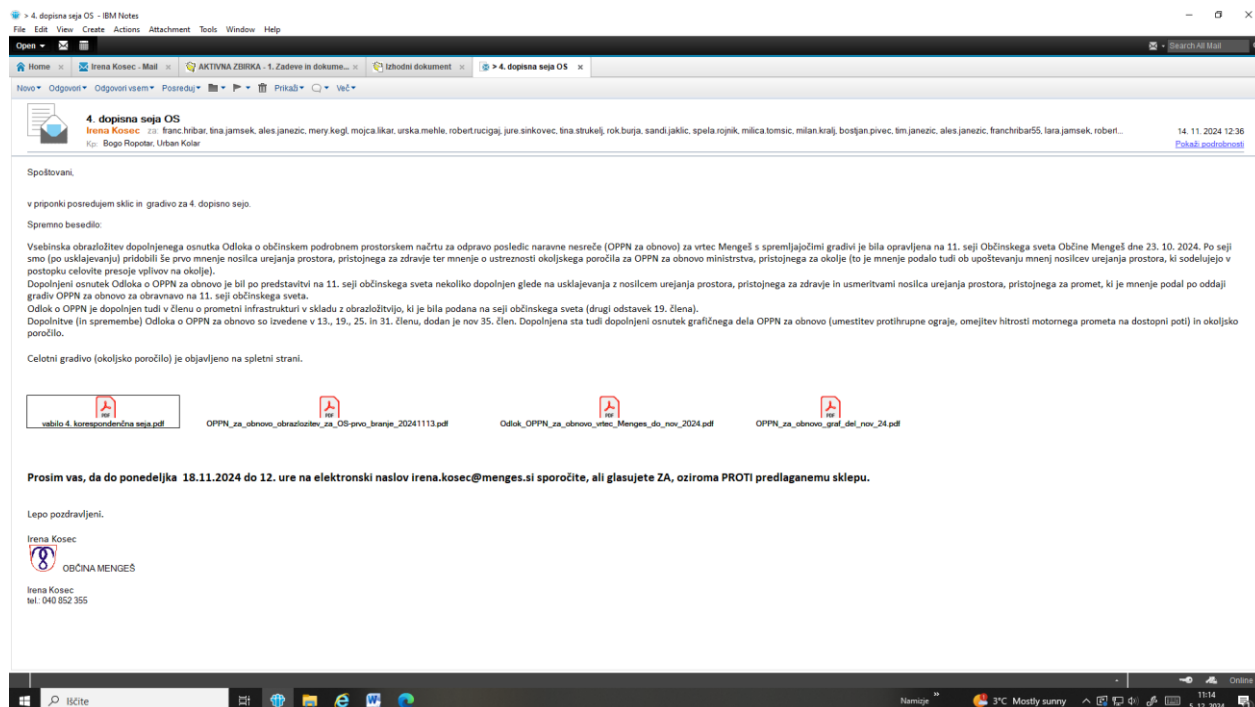 > 4. dopisna seja OS - IBM Notes
File Edit View Create Actions Attachment Tools Window Help
Open
Search All Mail
Home
Irena Kosec - Mail
AKTIVNA ZBIRKA - 1. Zadeve in dokume...
Izhodni dokument
> 4. dopisna seja OS
Novo Odgovori Odgovori vsem Posreduj Prikaži Več
4. dopisna seja OS
Irena Kosec za: franc.hribar, tina.jamsek, ales.janezic, mery.kegl, mojca.likar, urska.mehle, robert.rucigaj, jure.sinkovec, tina.strukelj, rok.burja, sandi.jaklic, spela.rojnik, milica.tomsic, milan.kralj, bostjan.pivec, tim.janezic, ales.janezic, franchribar55, lara.jamsek, robert...
14. 11. 2024 12:36
Kp: Bogo Ropotar, Urban Kolar
Pokaži podrobnosti
Spoštovani,
v priponki posredujem sklic in gradivo za 4. dopisno sejo.
Spremno besedilo:
Vsebinska obrazložitev dopolnjenega osnutka Odloka o občinskem podrobnem prostorskem načrtu za odpravo posledic naravne nesreče (OPPN za obnovo) za vrtec Mengeš s spremljajočimi gradivi je bila opravljena na 11. seji Občinskega sveta Občine Mengeš dne 23. 10. 2024. Po seji
smo (po usklajevanju) pridobili še prvo mnenje nosilca urejanja prostora, pristojnega za zdravje ter mnenje o ustreznosti okoljskega poročila za OPPN za obnovo ministrstva, pristojnega za okolje (to je mnenje podalo tudi ob upoštevanju mnenj nosilcev urejanja prostora, ki sodelujejo v
postopku celovite presoje vplivov na okolje).
Dopolnjeni osnutek Odloka o OPPN za obnovo je bil po predstavitvi na 11. seji občinskega sveta nekoliko dopolnjen glede na usklajevanja z nosilcem urejanja prostora, pristojnega za zdravje in usmeritvami nosilca urejanja prostora, pristojnega za promet, ki je mnenje podal po oddaji
gradiv OPPN za obnovo za obravnavo na 11. seji občinskega sveta.
Odlok o OPPN je dopolnjen tudi v členu o prometni infrastrukturi v skladu z obrazložitvijo, ki je bila podana na seji občinskega sveta (drugi odstavek 19. člena).
Dopolnitve (in spremembe) Odloka o OPPN za obnovo so izvedene v 13., 19., 25. in 31. členu, dodan je nov 35. člen. Dopolnjena sta tudi dopolnjeni osnutek grafičnega dela OPPN za obnovo (umestitev protihrupne ograje, omejitev hitrosti motornega prometa na dostopni poti) in okoljsko
poročilo.
Celotni gradivo (okoljsko poročilo) je objavljeno na spletni strani.
vabilo 4. korespondenčna seja.pdf
OPPN_za_obnovo_obrazlozitev_za_OS-prvo_branje_20241113.pdf
Odlok_OPPN_za_obnovo_vrtec_Menges_do_nov_2024.pdf
OPPN_za_obnovo_graf_del_nov_24.pdf
Prosim vas, da do ponedeljka 18.11.2024 do 12. ure na elektronski naslov irena.kosec@menges.si sporočite, ali glasujete ZA, oziroma PROTI predlaganemu sklepu.
Lepo pozdravljeni.
Irena Kosec
OBČINA MENGEŠ
Irena Kosec
tel.: 040 852 355
Online
Iščite
Namizje
3°C Mostly sunny
11:14
5. 12. 2024